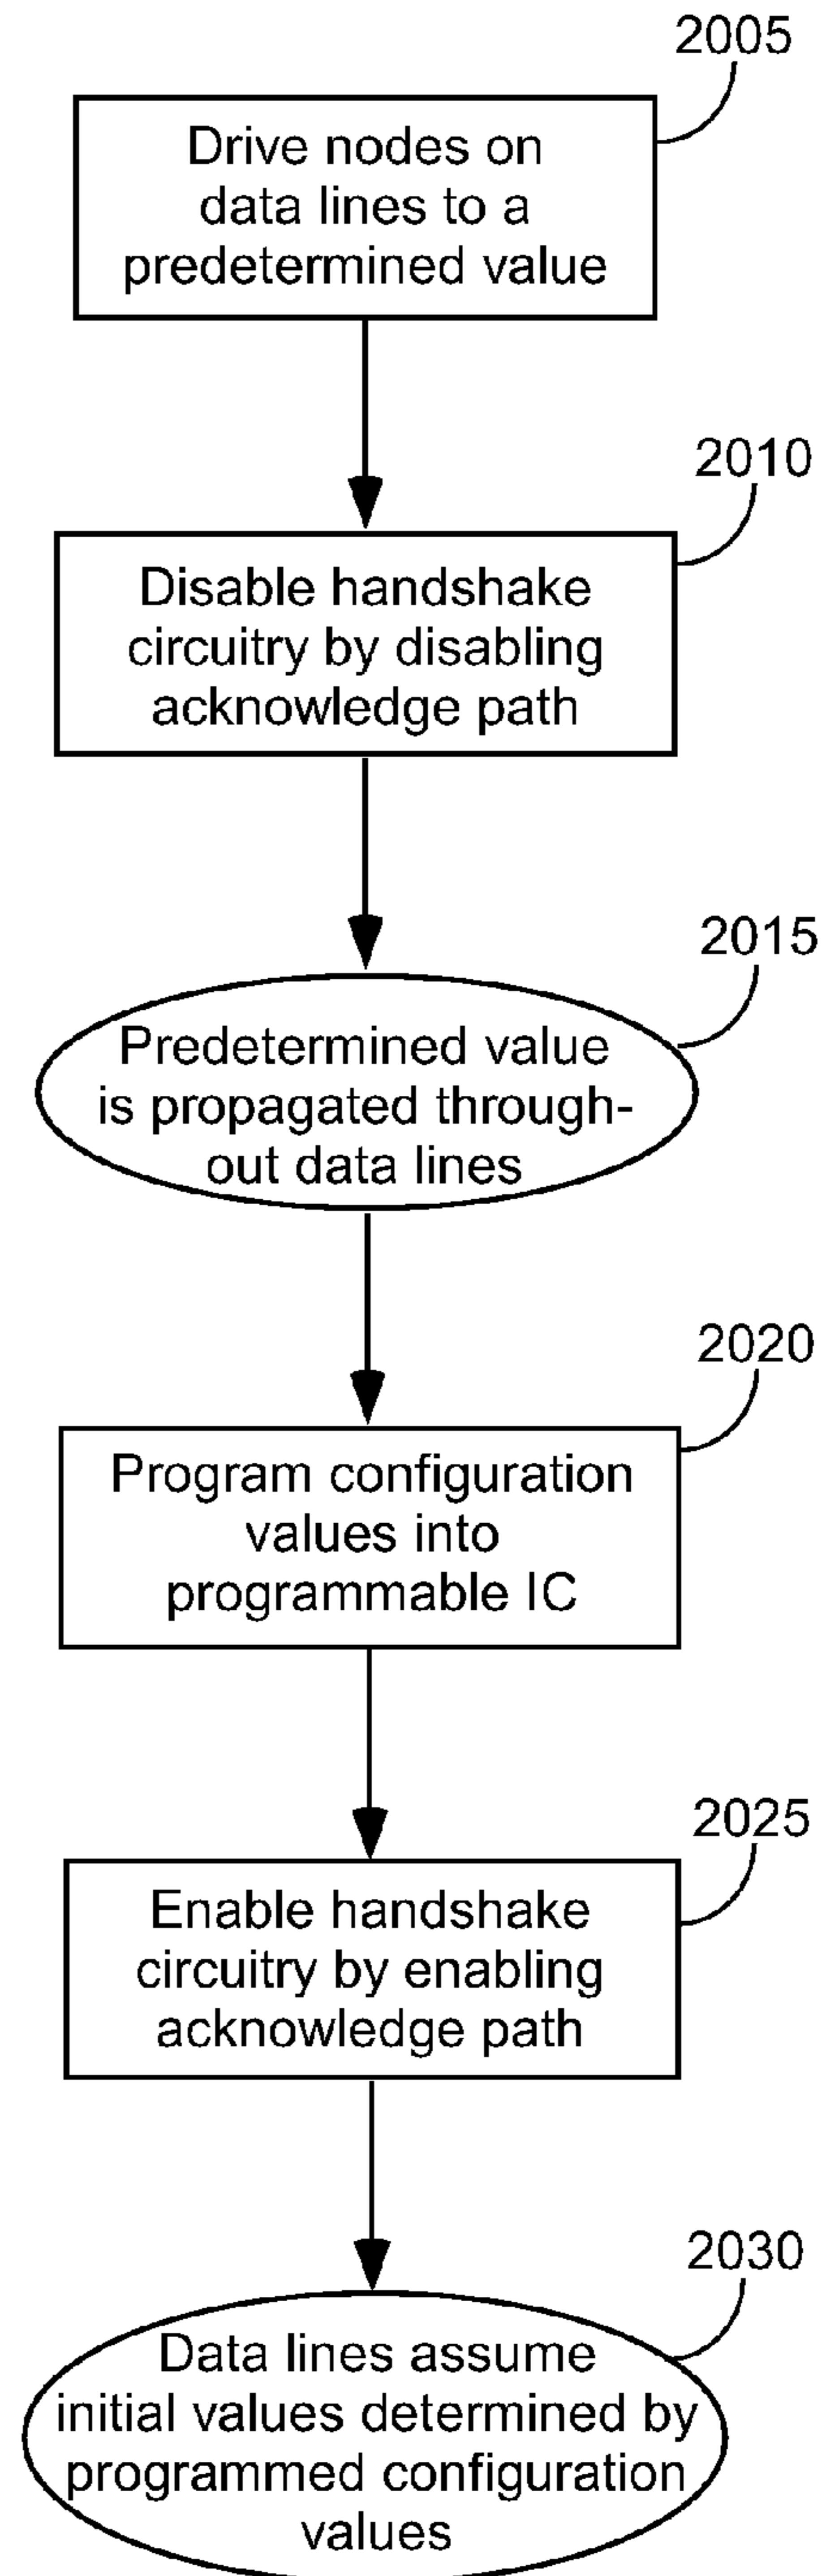 2005
Drive nodes on
data lines to a
predetermined value
2010
Disable handshake
circuitry by disabling
acknowledge path
2015
Predetermined value
is propagated through-
out data lines
2020
Program configuration
values into
programmable IC
2025
Enable handshake
circuitry by enabling
acknowledge path
2030
Data lines assume
initial values determined by
programmed configuration
values